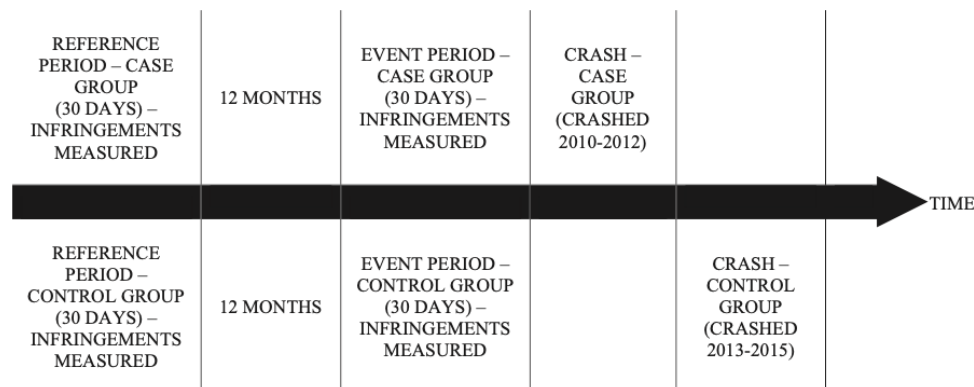 REFERENCE
PERIOD – CASE
GROUP
(30 DAYS) –
INFRINGEMENTS
MEASURED
12 MONTHS
EVENT PERIOD –
CASE GROUP
(30 DAYS) –
INFRINGEMENTS
MEASURED
CRASH –
CASE
GROUP
(CRASHED
2010-2012)
TIME
REFERENCE
PERIOD –
CONTROL GROUP
(30 DAYS) –
INFRINGEMENTS
MEASURED
12 MONTHS
EVENT PERIOD –
CONTROL GROUP
(30 DAYS) –
INFRINGEMENTS
MEASURED
CRASH –
CONTROL
GROUP
(CRASHED
2013-2015)